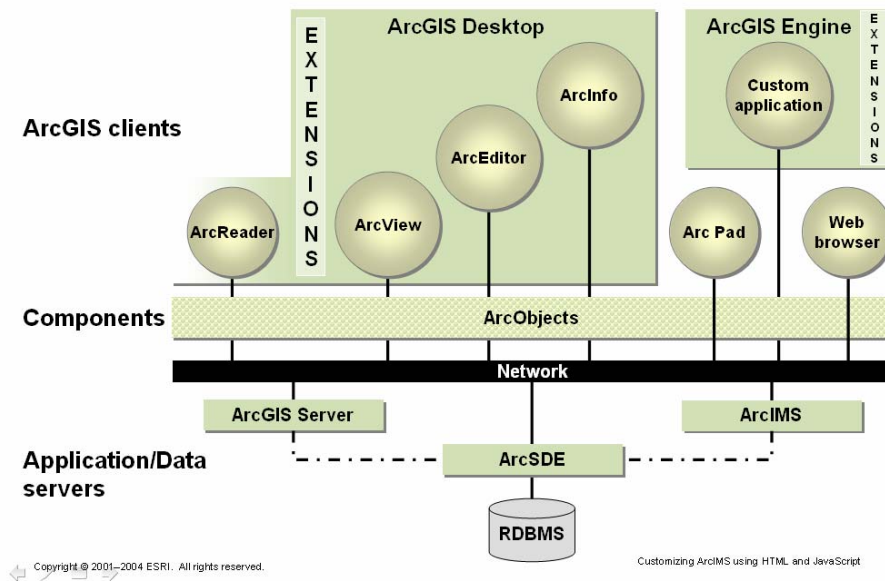 ArcGIS Desktop
ArcGIS Engine
EXTENSIONS
EXTENSIONS
ArcGIS clients
ArcInfo
Custom
application
ArcEditor
ArcReader
ArcView
Arc Pad
Web
browser
Components
ArcObjects
Network
ArcGIS Server
ArcIMS
Application/Data
servers
ArcSDE
RDBMS
Copyright © 2001–2004 ESRI. All rights reserved.
Customizing ArcIMS using HTML and JavaScript